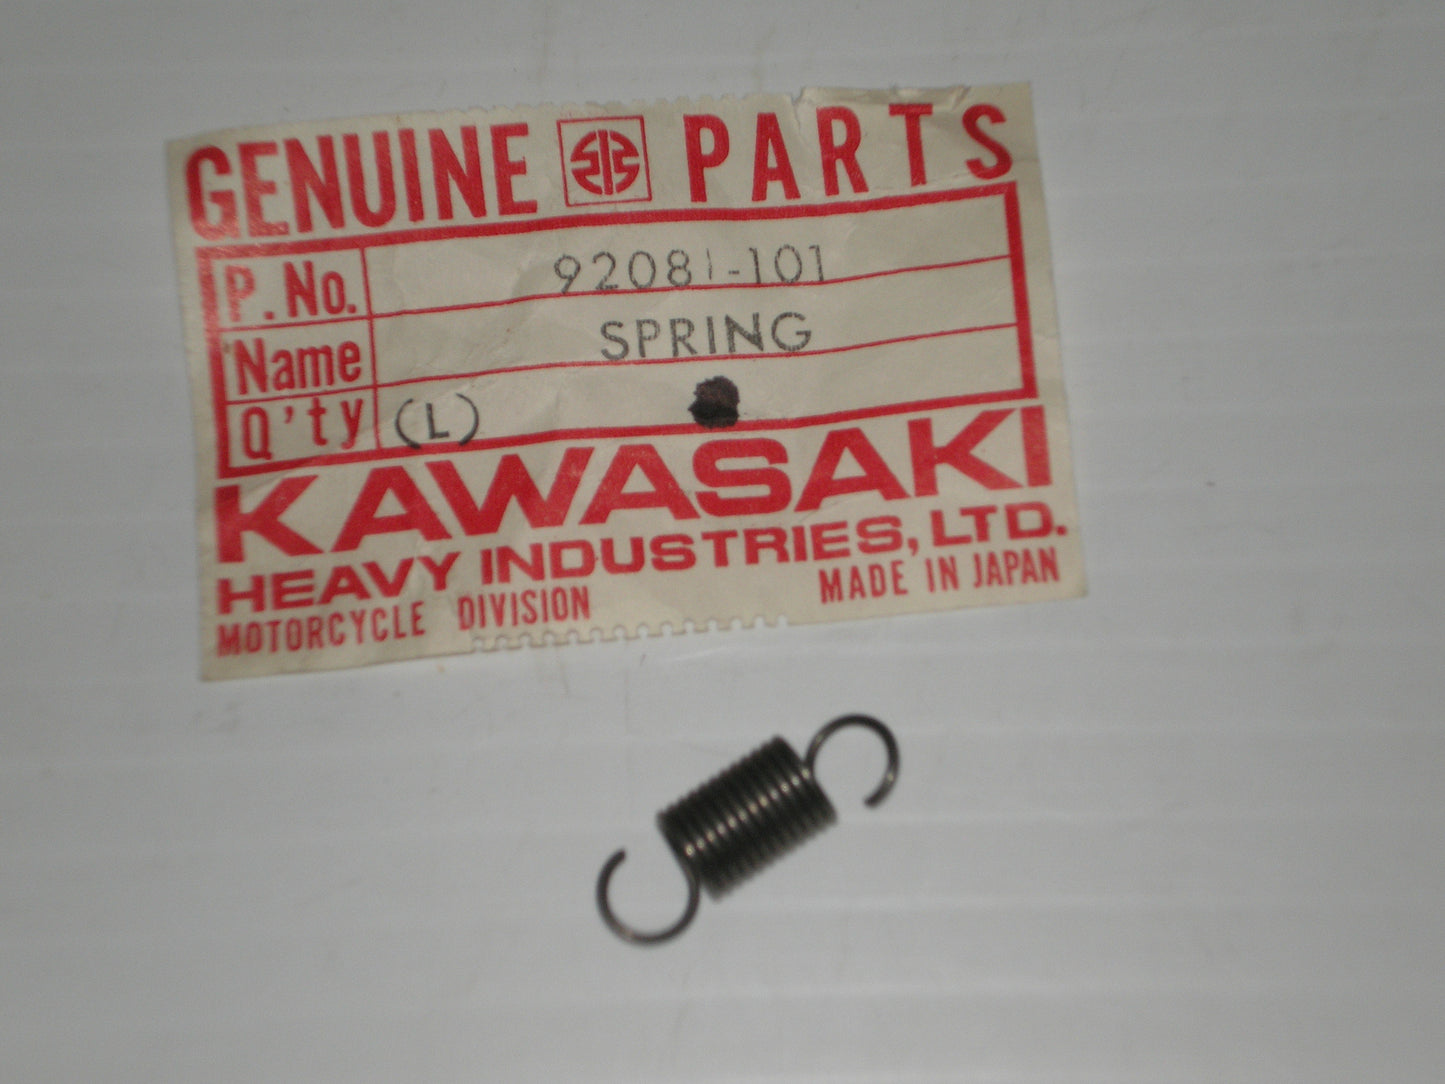 GENUINE PARTS
P. No. 92081-101
Name SPRING
Q'ty (L)
KAWASAKI
HEAVY INDUSTRIES, LTD.
MOTORCYCLE DIVISION MADE IN JAPAN